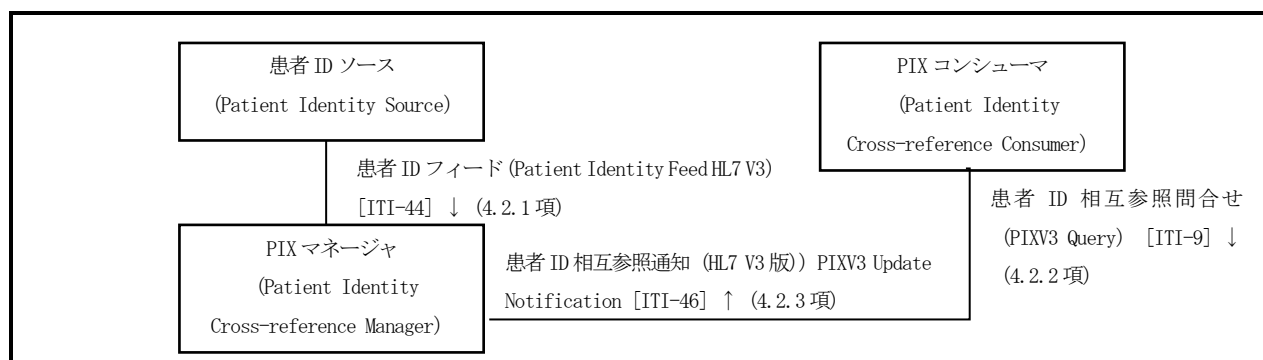 患者 ID ソース
(Patient Identity Source)
PIX コンシューマ
(Patient Identity
Cross-reference Consumer)
患者 ID フィード(Patient Identity Feed HL7 V3)
[ITI-44] ↓ (4.2.1 項)
患者 ID 相互参照問合せ
(PIXV3 Query) [ITI-9] ↓
(4.2.2 項)
PIX マネージャ
(Patient Identity
Cross-reference Manager)
患者 ID 相互参照通知 (HL7 V3 版)) PIXV3 Update
Notification [ITI-46] ↑ (4.2.3 項)